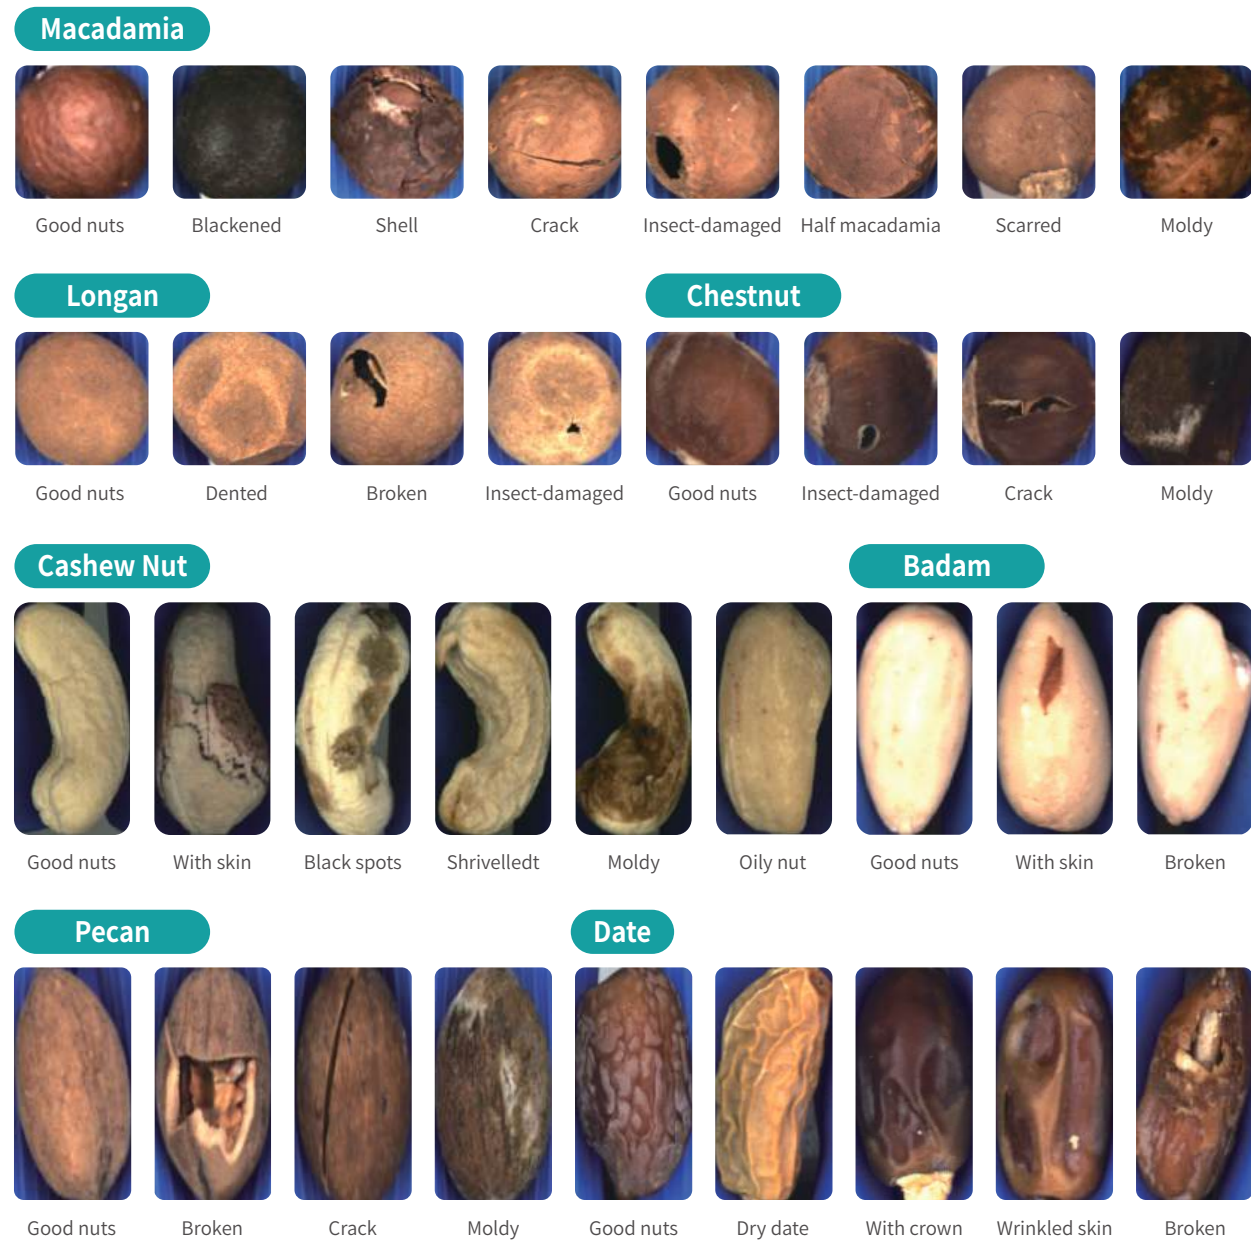 Macadamia
Good nuts
Blackened
Shell
Crack
Insect-damaged
Half macadamia
Scarred
Moldy
Longan
Chestnut
Good nuts
Dented
Broken
Insect-damaged
Good nuts
Insect-damaged
Crack
Moldy
Cashew Nut
Badam
Good nuts
With skin
Black spots
Shrivelledt
Moldy
Oily nut
Good nuts
With skin
Broken
Pecan
Date
Good nuts
Broken
Crack
Moldy
Good nuts
Dry date
With crown
Wrinkled skin
Broken